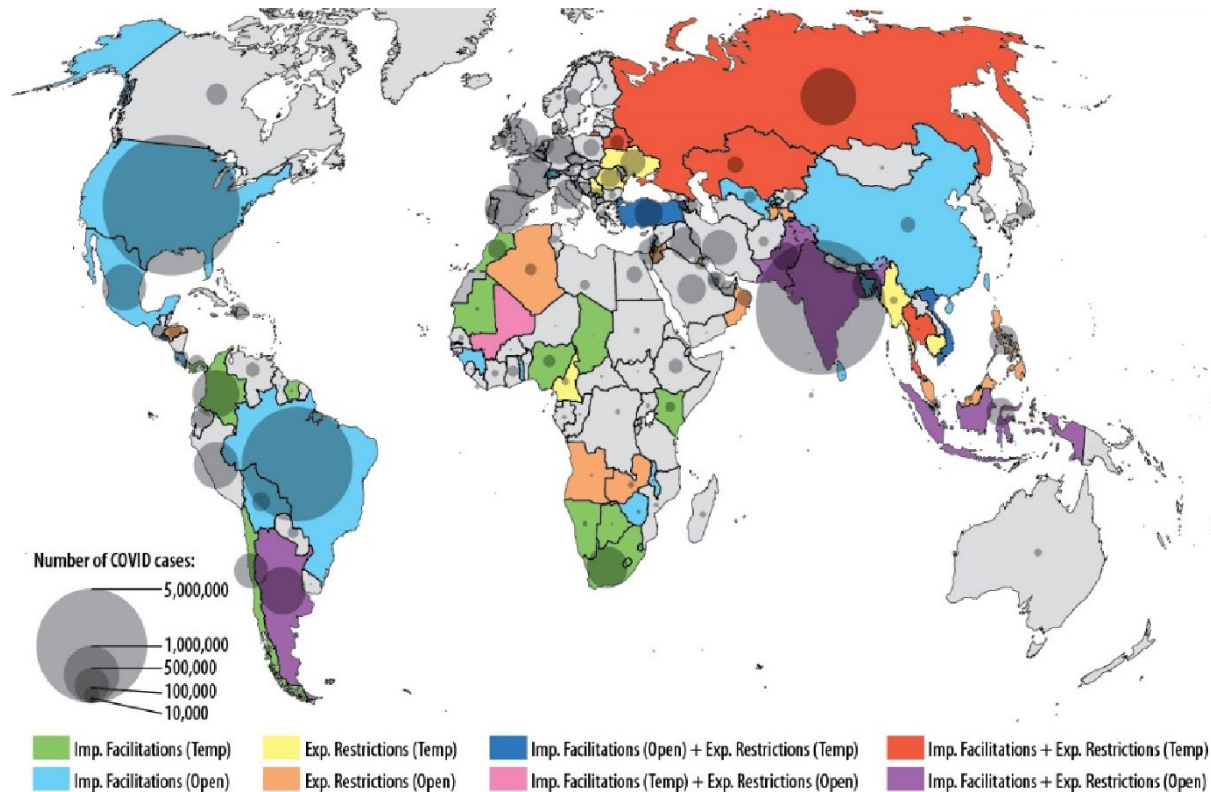 Number of COVID cases:
5,000,000
1,000,000
500,000
100,000
10,000
Imp. Facilitations (Temp)
Exp. Restrictions (Temp)
Imp. Facilitations (Open) + Exp. Restrictions (Temp)
Imp. Facilitations + Exp. Restrictions (Temp)
Imp. Facilitations (Open)
Exp. Restrictions (Open)
Imp. Facilitations (Temp) + Exp. Restrictions (Open)
Imp. Facilitations + Exp. Restrictions (Open)